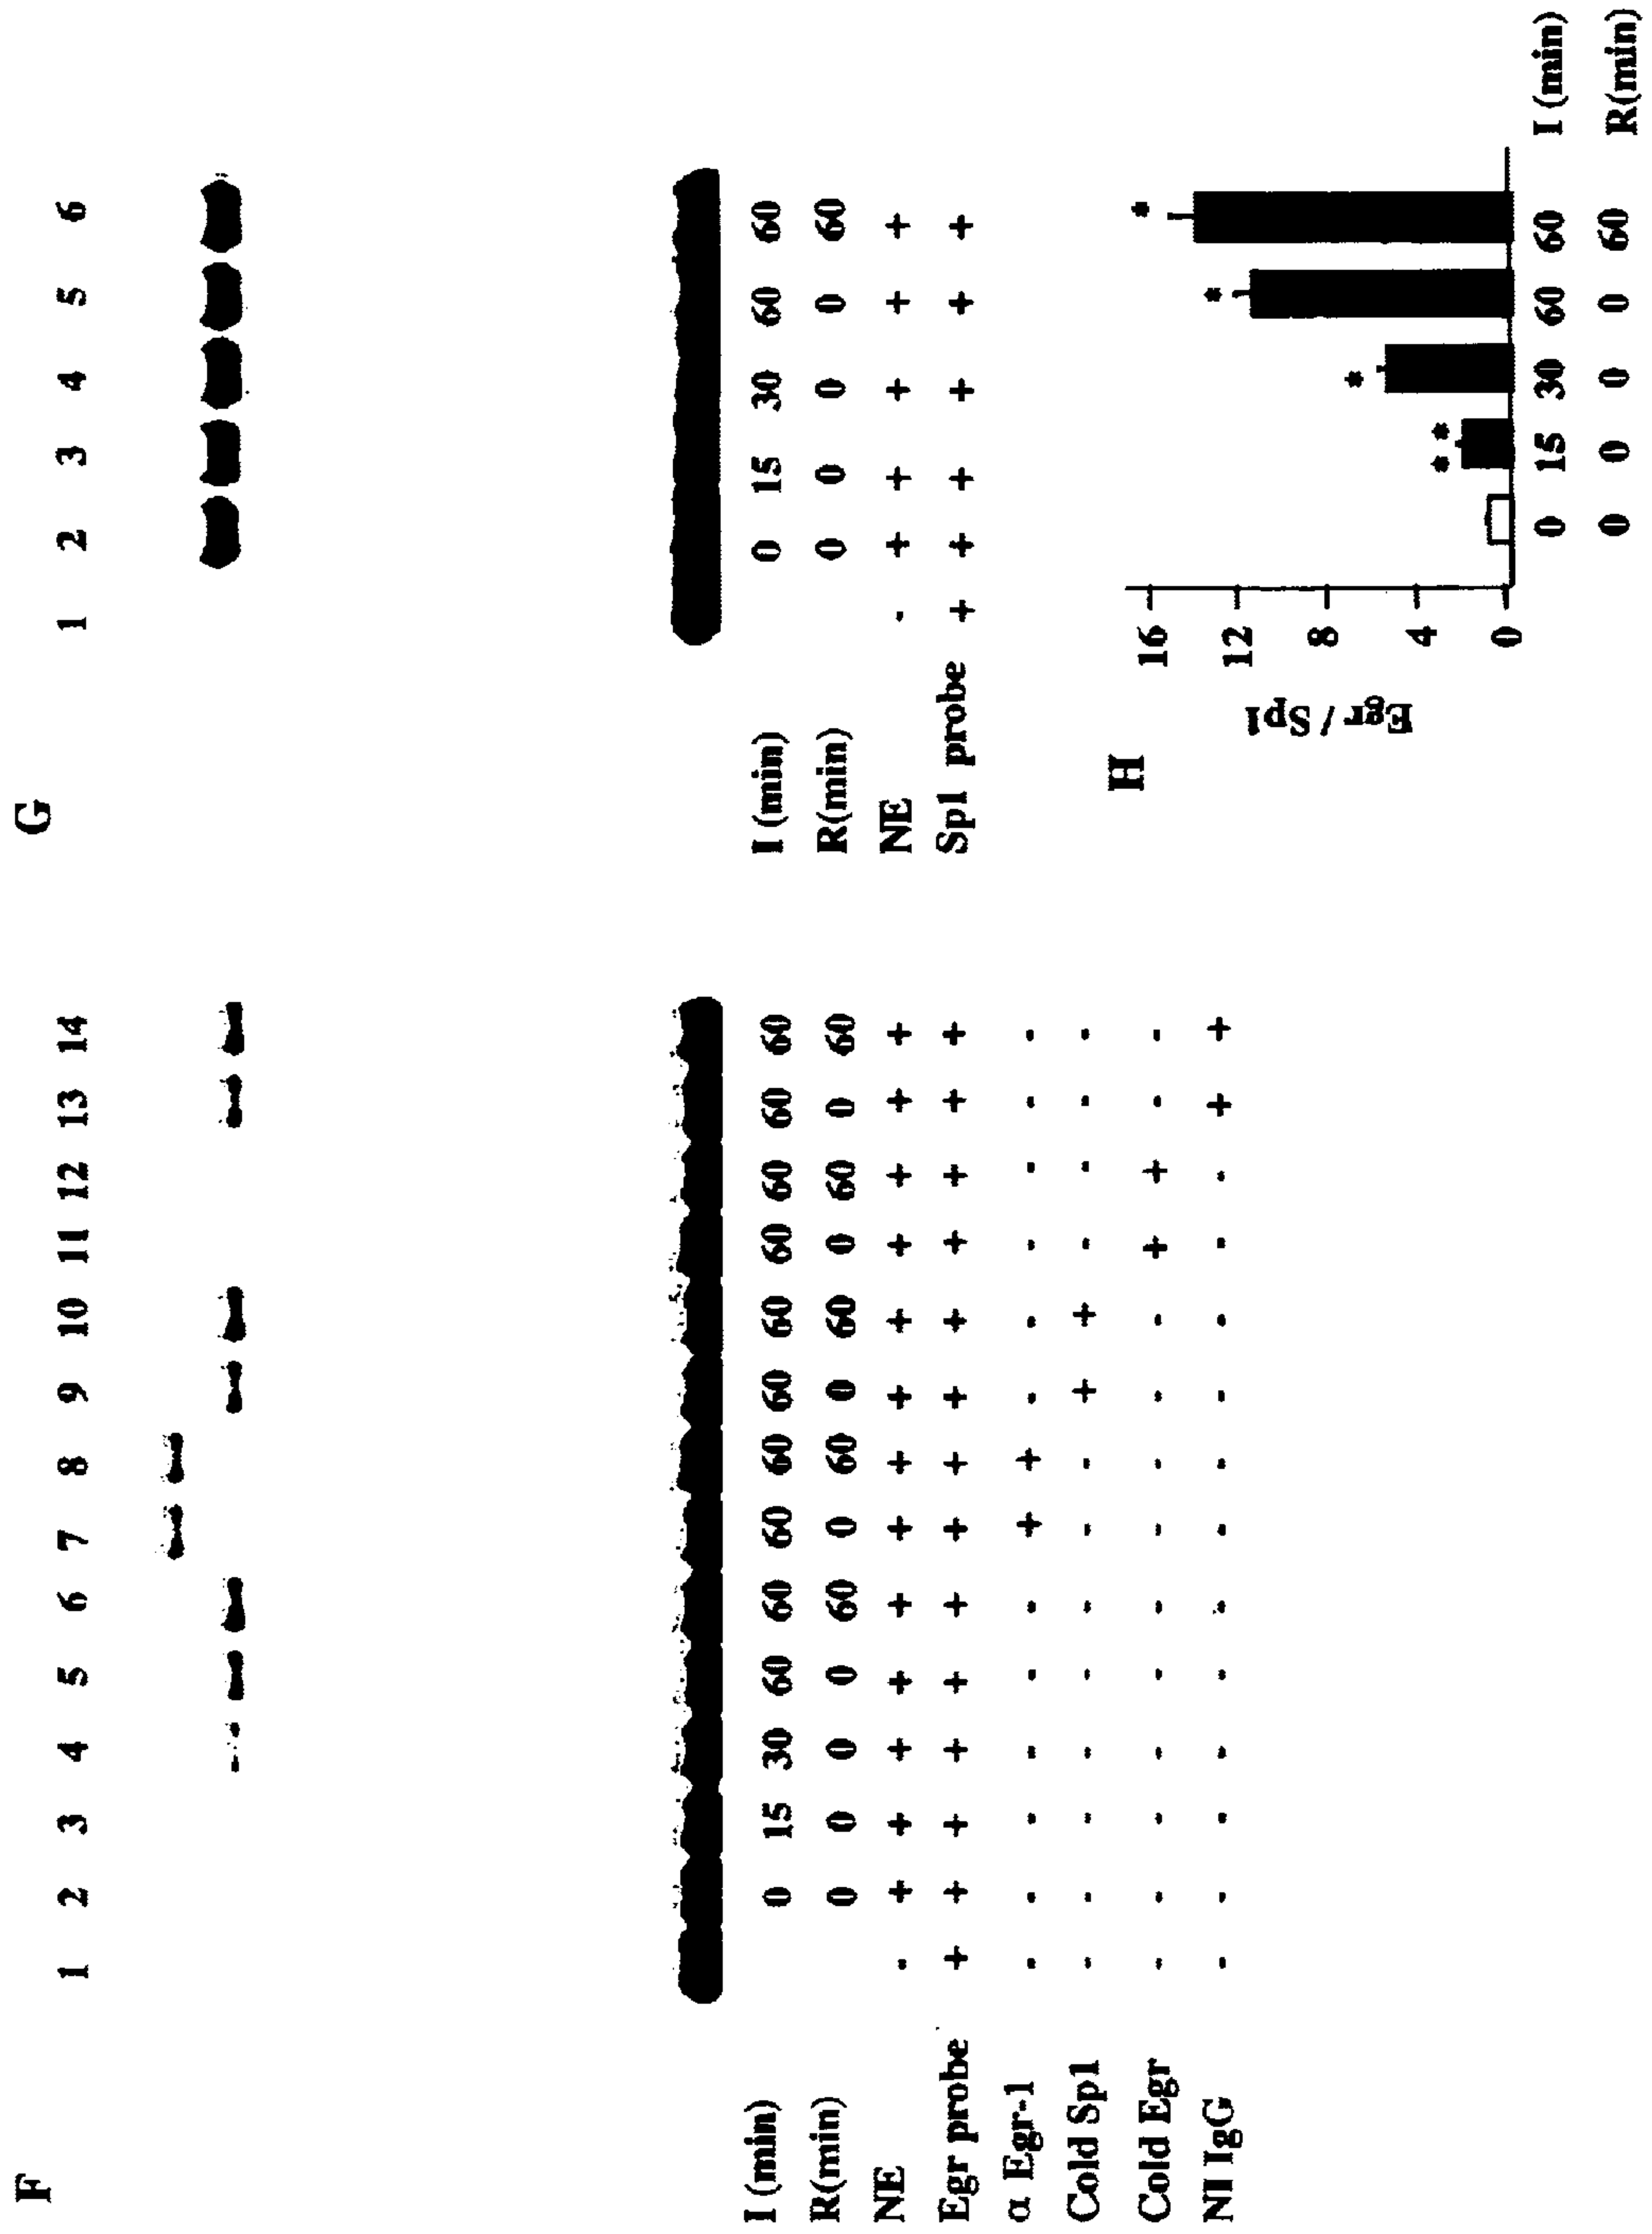 F
1 2 3 4 5 6 7 8 9 10 11 12 13 14
I (min) 0 15 30 60 60 60 60 60 60 60 60 60 60
R(min) 0 0 0 0 60 0 60 0 60 0 60 0 60
NE - + + + + + + + + + + + + +
Egr probe + + + + + + + + + + + + + +
α Egr-1 - - - - - - + + - - - - - -
Cold Sp1 - - - - - - - - + + - - - -
Cold Egr - - - - - - - - - - + + - -
NI IgG - - - - - - - - - - - - + +
G
1 2 3 4 5 6
I (min) 0 15 30 60 60
R(min) 0 0 0 0 60
NE - + + + + +
Sp1 probe + + + + + +
H
Egr / Sp1
16
12
8
4
0
* * * * *
0 15 30 60 60 I (min)
0 0 0 0 60 R(min)